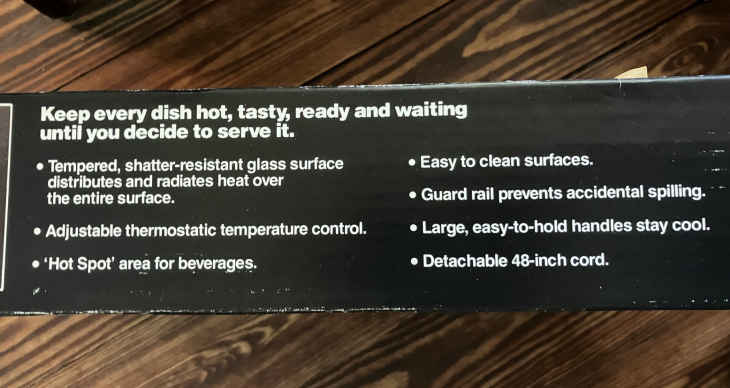 Keep every dish hot, tasty, ready and waiting
until you decide to serve it.
• Tempered, shatter-resistant glass surface
distributes and radiates heat over
the entire surface.
• Adjustable thermostatic temperature control.
• ‘Hot Spot’ area for beverages.
• Easy to clean surfaces.
• Guard rail prevents accidental spilling.
• Large, easy-to-hold handles stay cool.
• Detachable 48-inch cord.